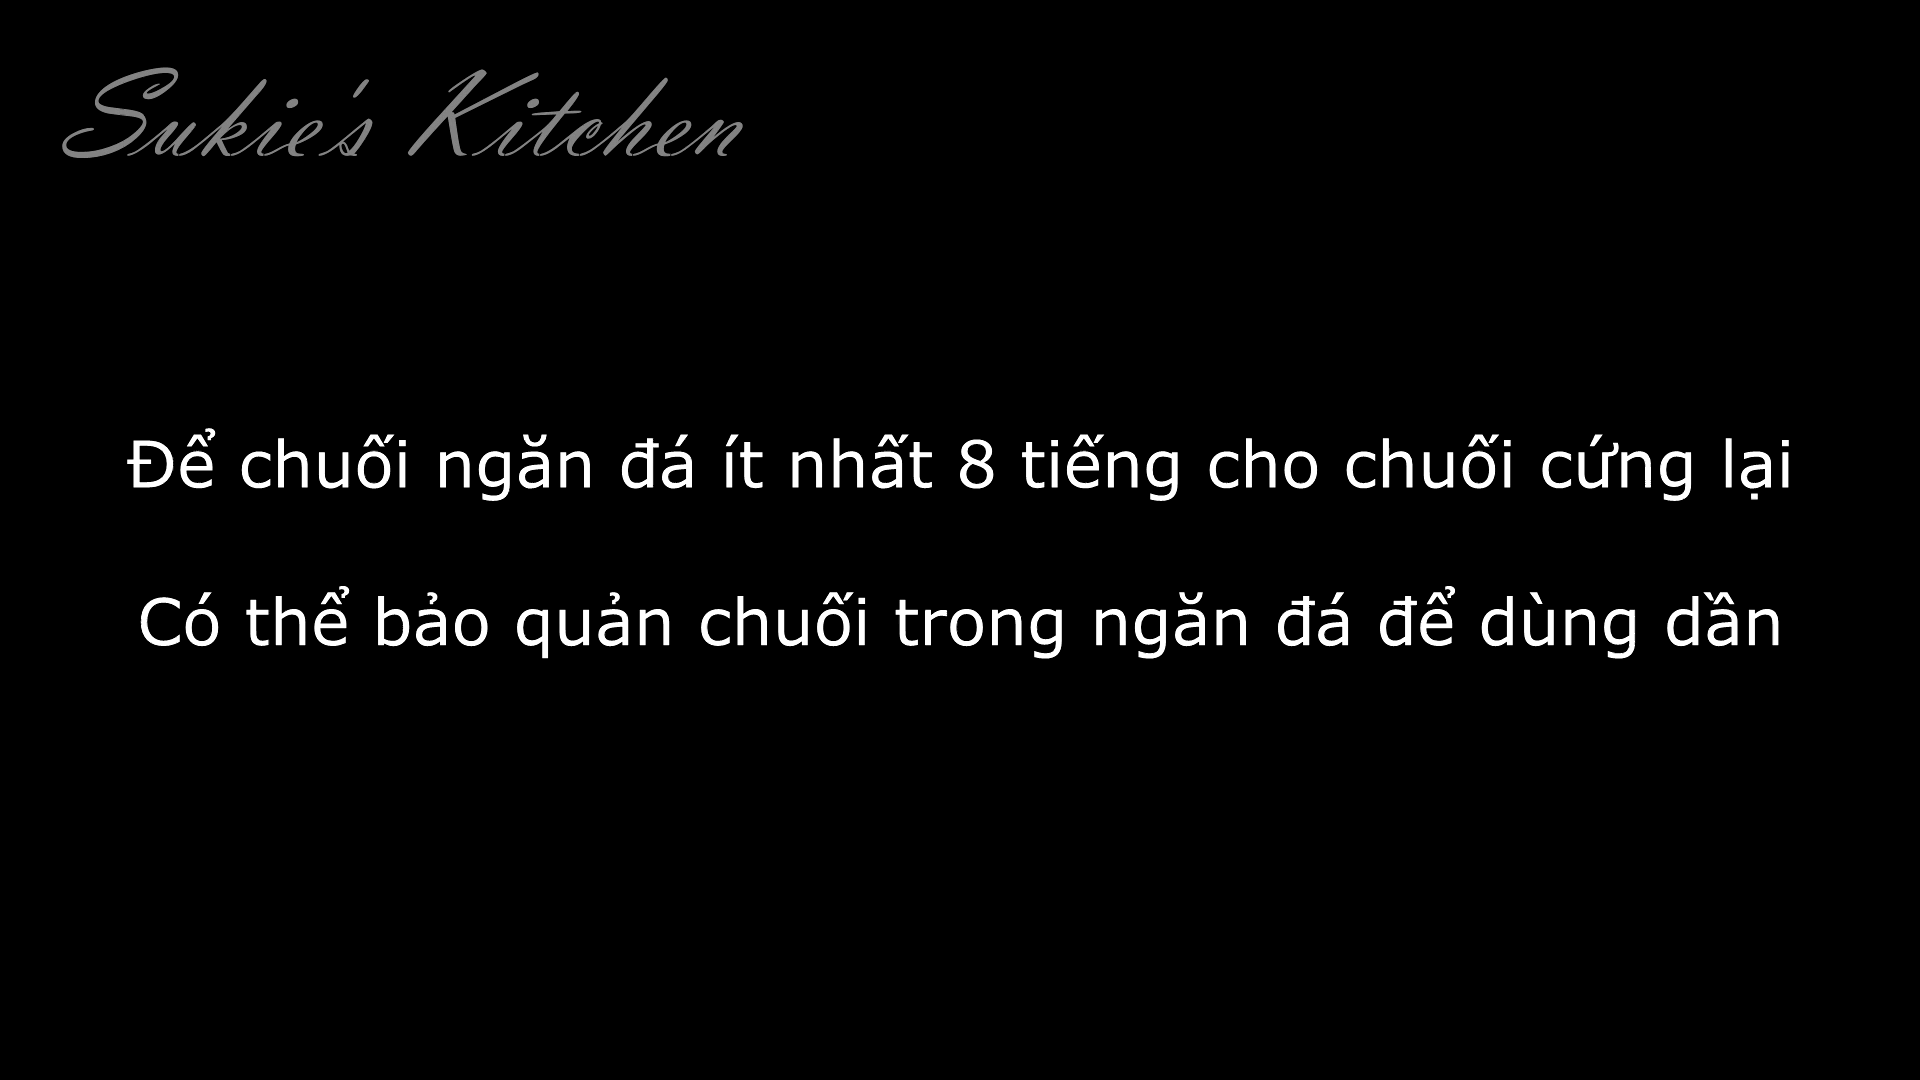 Sukie's Kitchen
Để chuối ngăn đá ít nhất 8 tiếng cho chuối cứng lại
Có thể bảo quản chuối trong ngăn đá để dùng dần